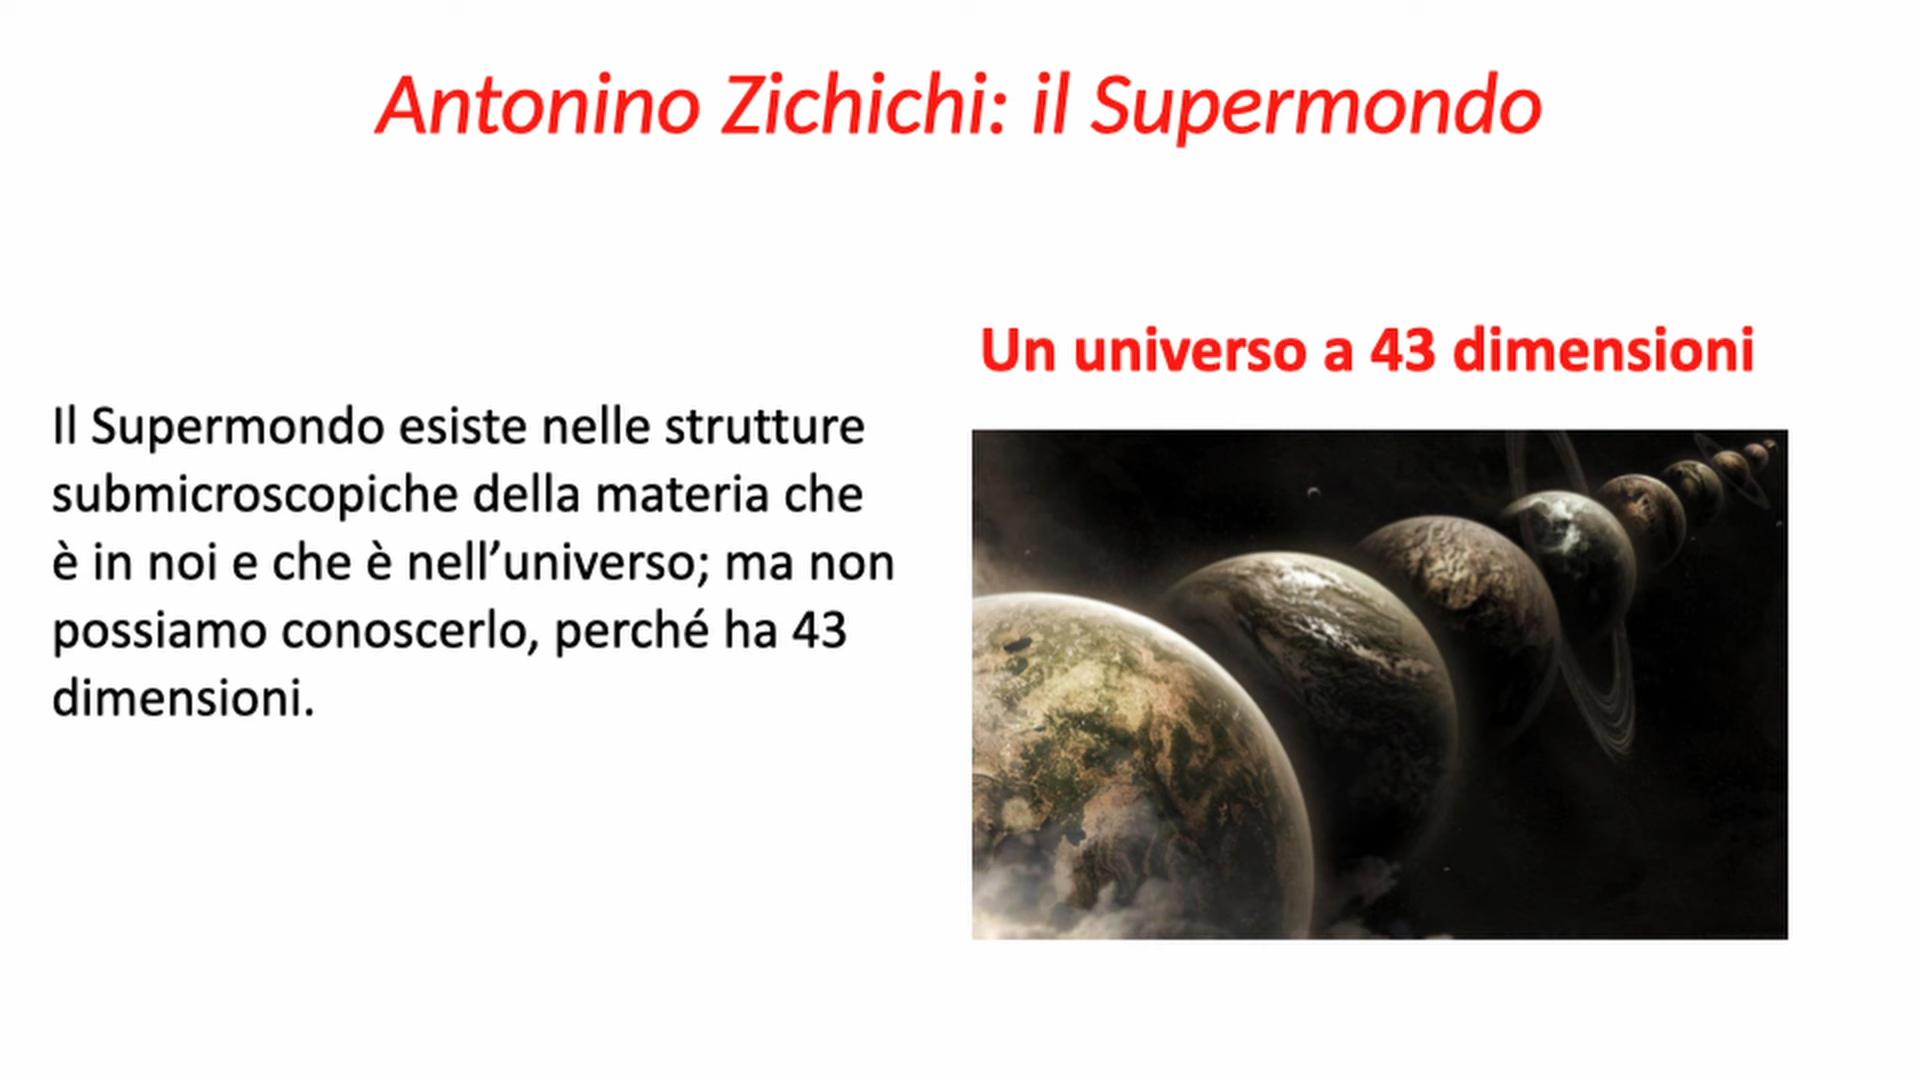 Antonino Zichichi: il Supermondo
Un universo a 43 dimensioni
Il Supermondo esiste nelle strutture
submicroscopiche della materia che
è in noi e che è nell’universo; ma non
possiamo conoscerlo, perché ha 43
dimensioni.